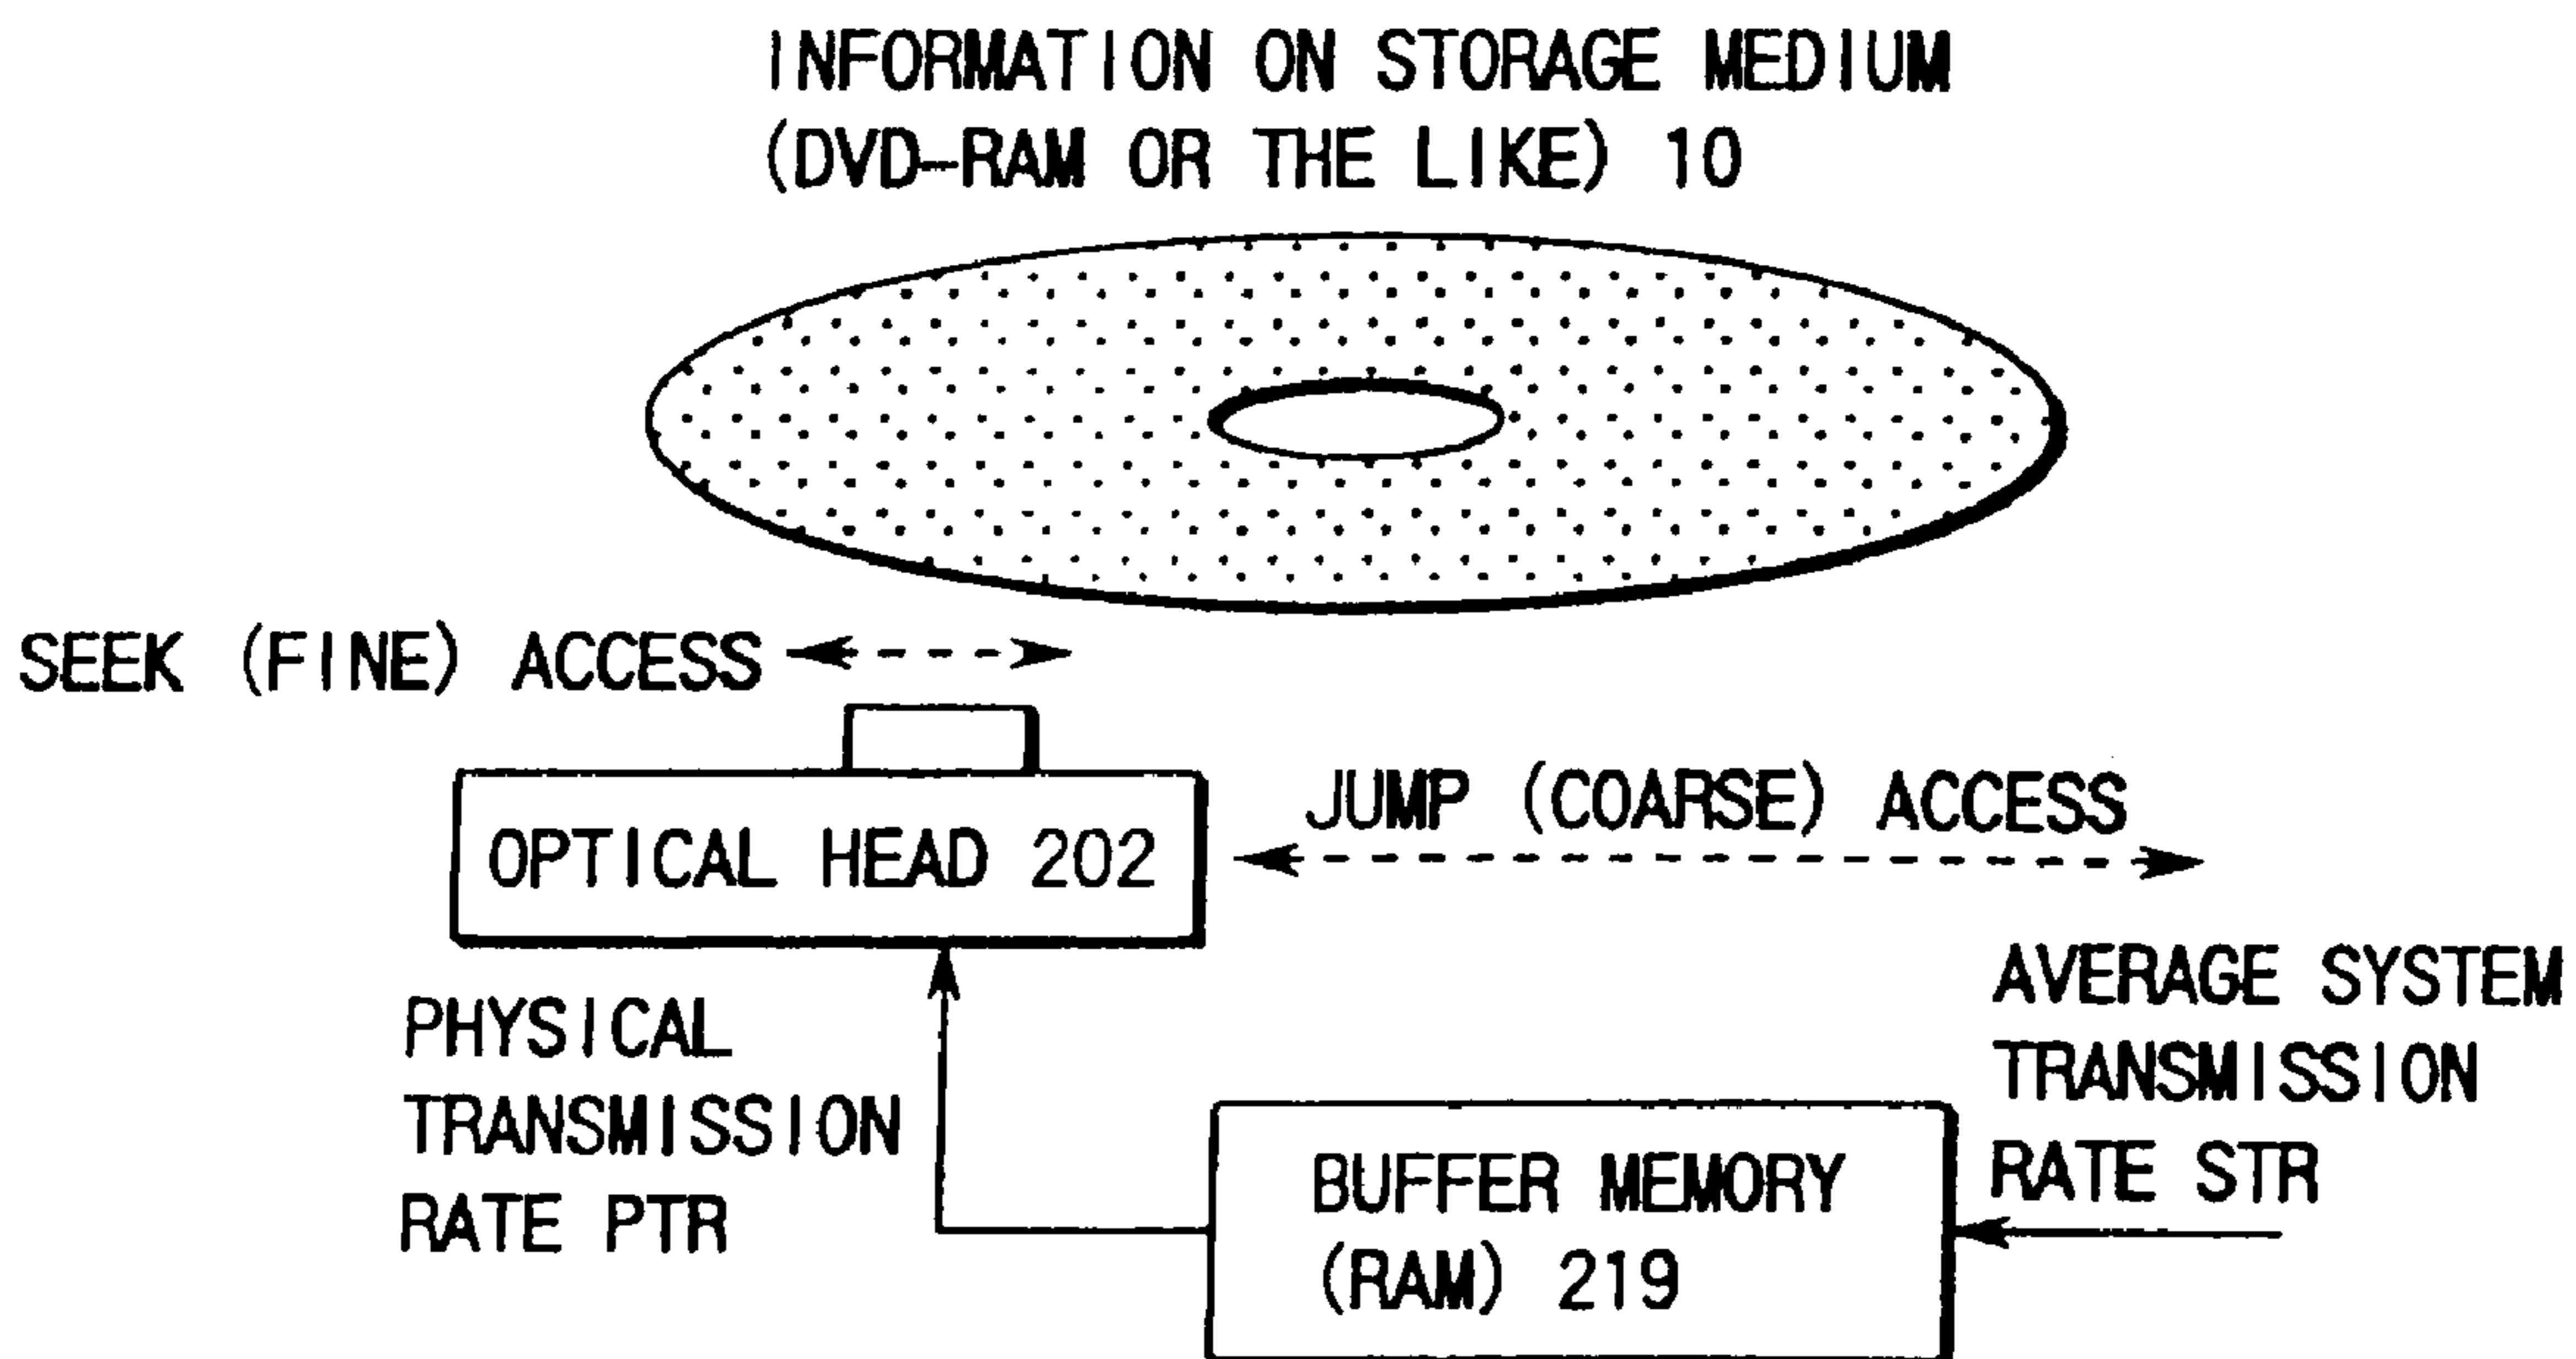 INFORMATION ON STORAGE MEDIUM
(DVD-RAM OR THE LIKE) 10
SEEK (FINE) ACCESS
OPTICAL HEAD 202
JUMP (COARSE) ACCESS
PHYSICAL
TRANSMISSION
RATE PTR
AVERAGE SYSTEM
TRANSMISSION
RATE STR
BUFFER MEMORY
(RAM) 219